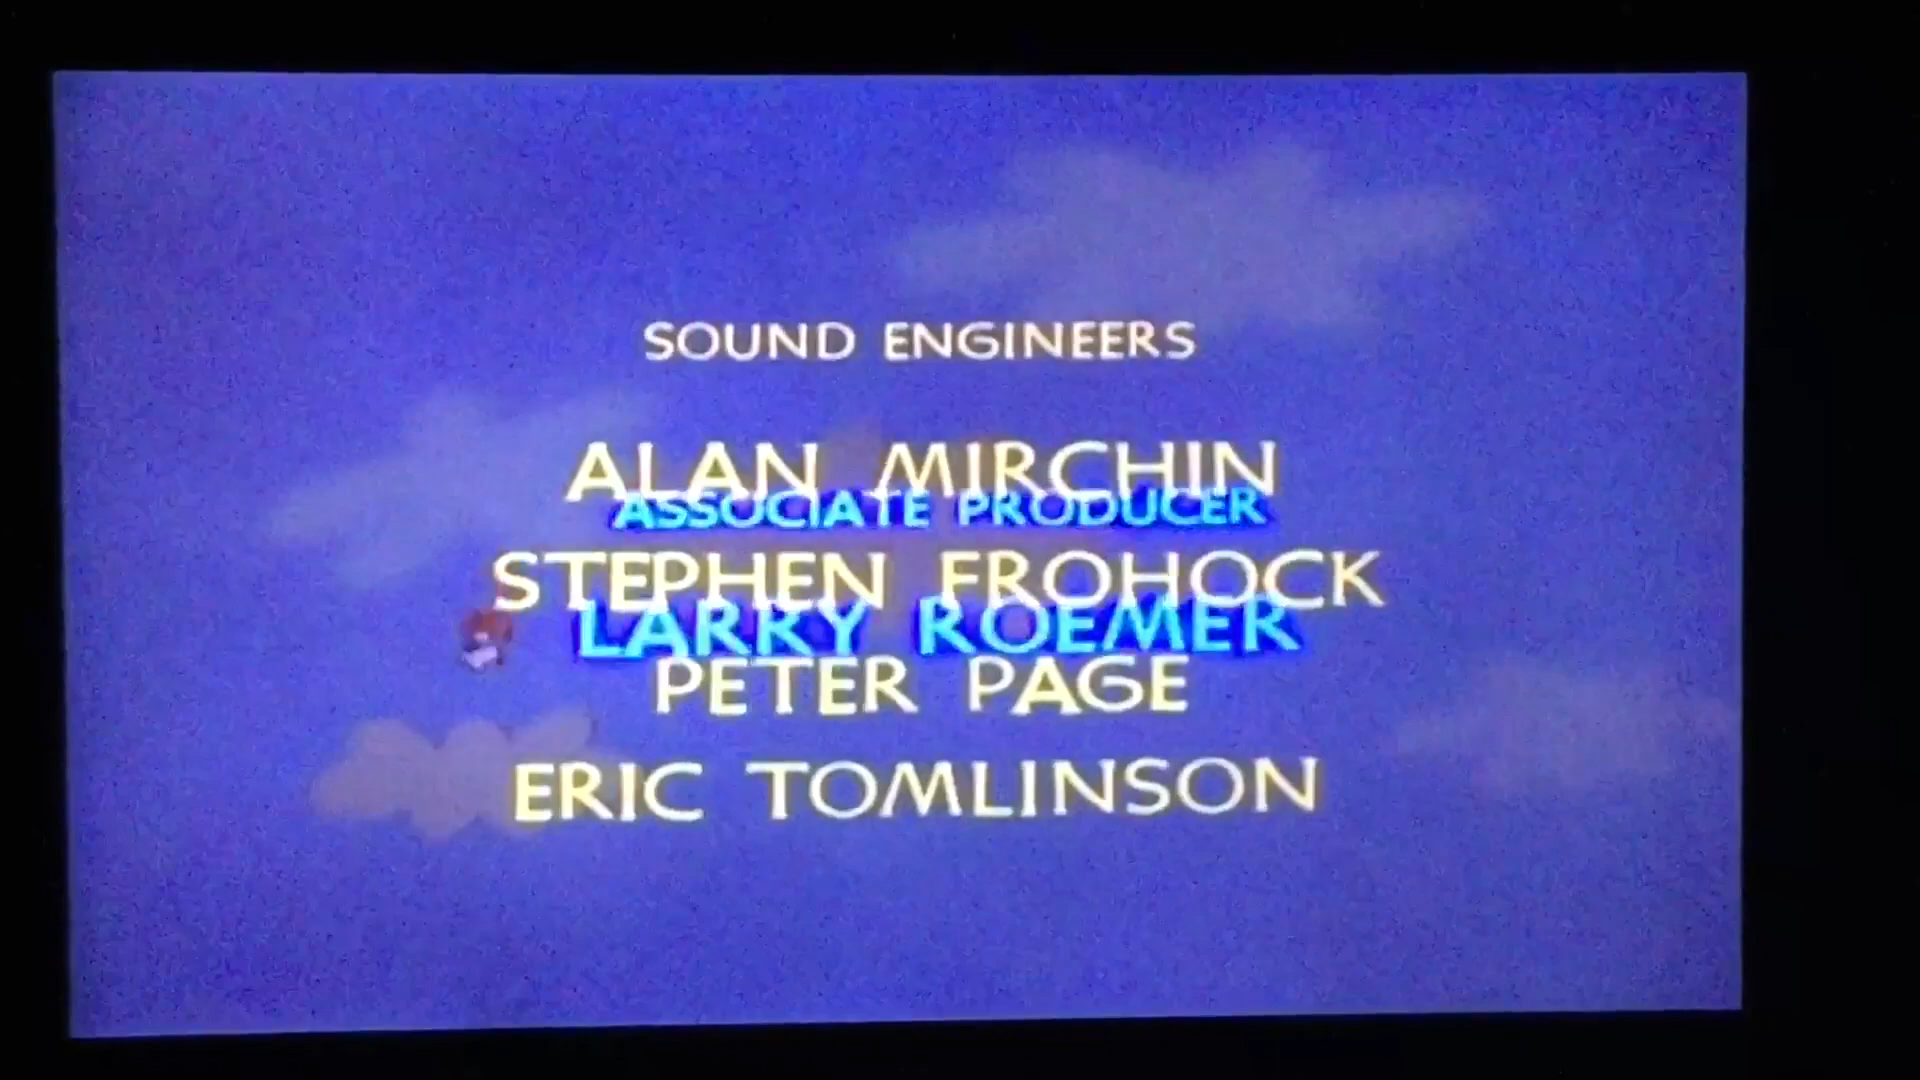 SOUND ENGINEERS
ALAN MIRCHIN
ASSOCIATE PRODUCER
STEPHEN FROHOCK
LARRY ROEMER
PETER PAGE
ERIC TOMLINSON